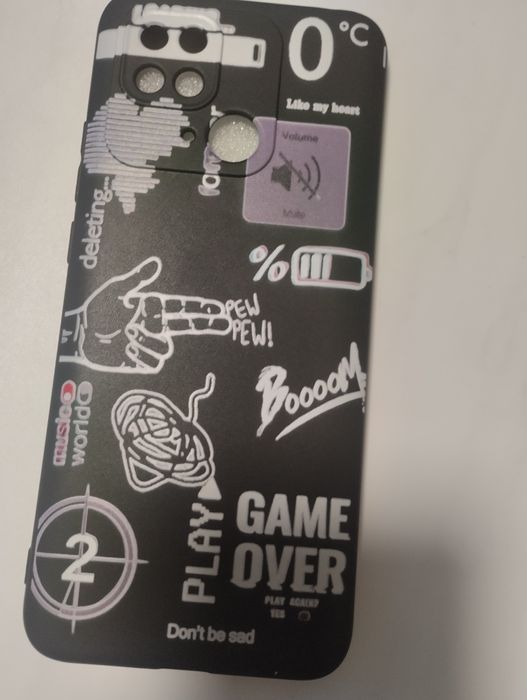 0°C
Like my heart
Volume
Mute
deleting...
%
PEW
PEW!
BOOOOM
music
world
PLAY
GAME
OVER
PLAY AGAIN?
YES
2
Don't be sad